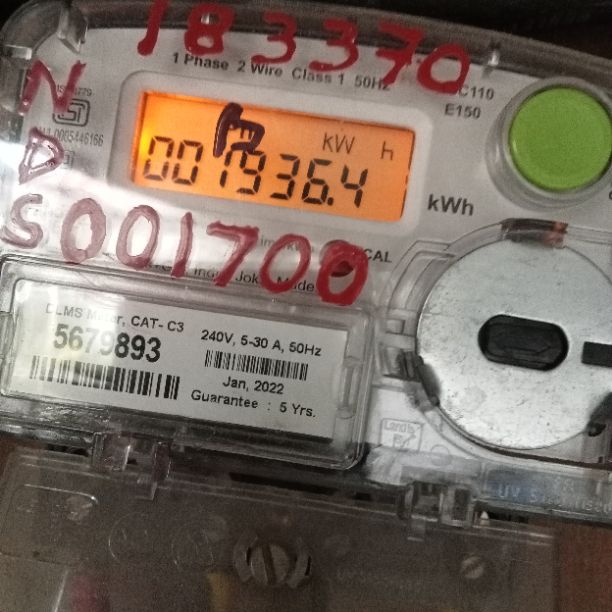 183370
1 Phase 2 Wire Class 1 50Hz
C110
E150
N
D
S001700
kW h
001936.4
kWh
CAL
DLMS Meter, CAT- C3
5679893
240V, 5-30 A, 50Hz
Jan, 2022
Guarantee : 5 Yrs.